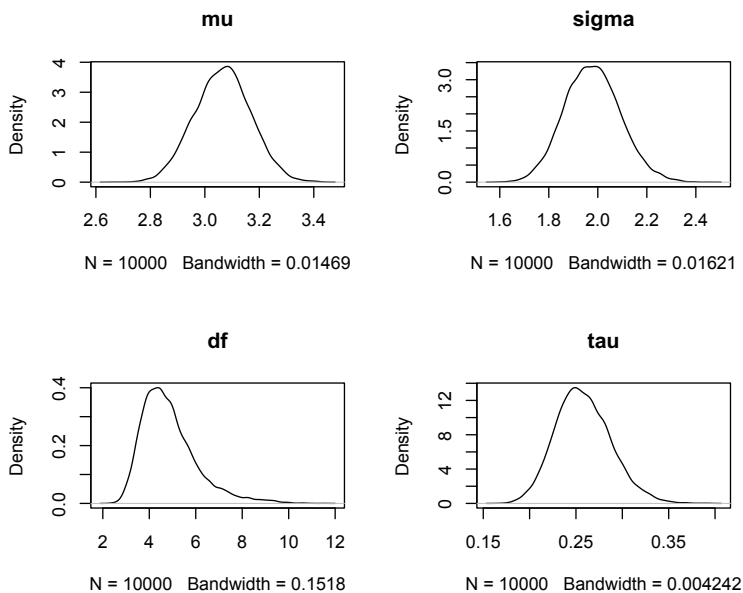 mu
Density
0 1 2 3 4
2.6 2.8 3.0 3.2 3.4
N = 10000 Bandwidth = 0.01469
sigma
Density
0.0 1.5 3.0
1.6 1.8 2.0 2.2 2.4
N = 10000 Bandwidth = 0.01621
df
Density
0.0 0.2 0.4
2 4 6 8 10 12
N = 10000 Bandwidth = 0.1518
tau
Density
0 4 8 12
0.15 0.25 0.35
N = 10000 Bandwidth = 0.004242